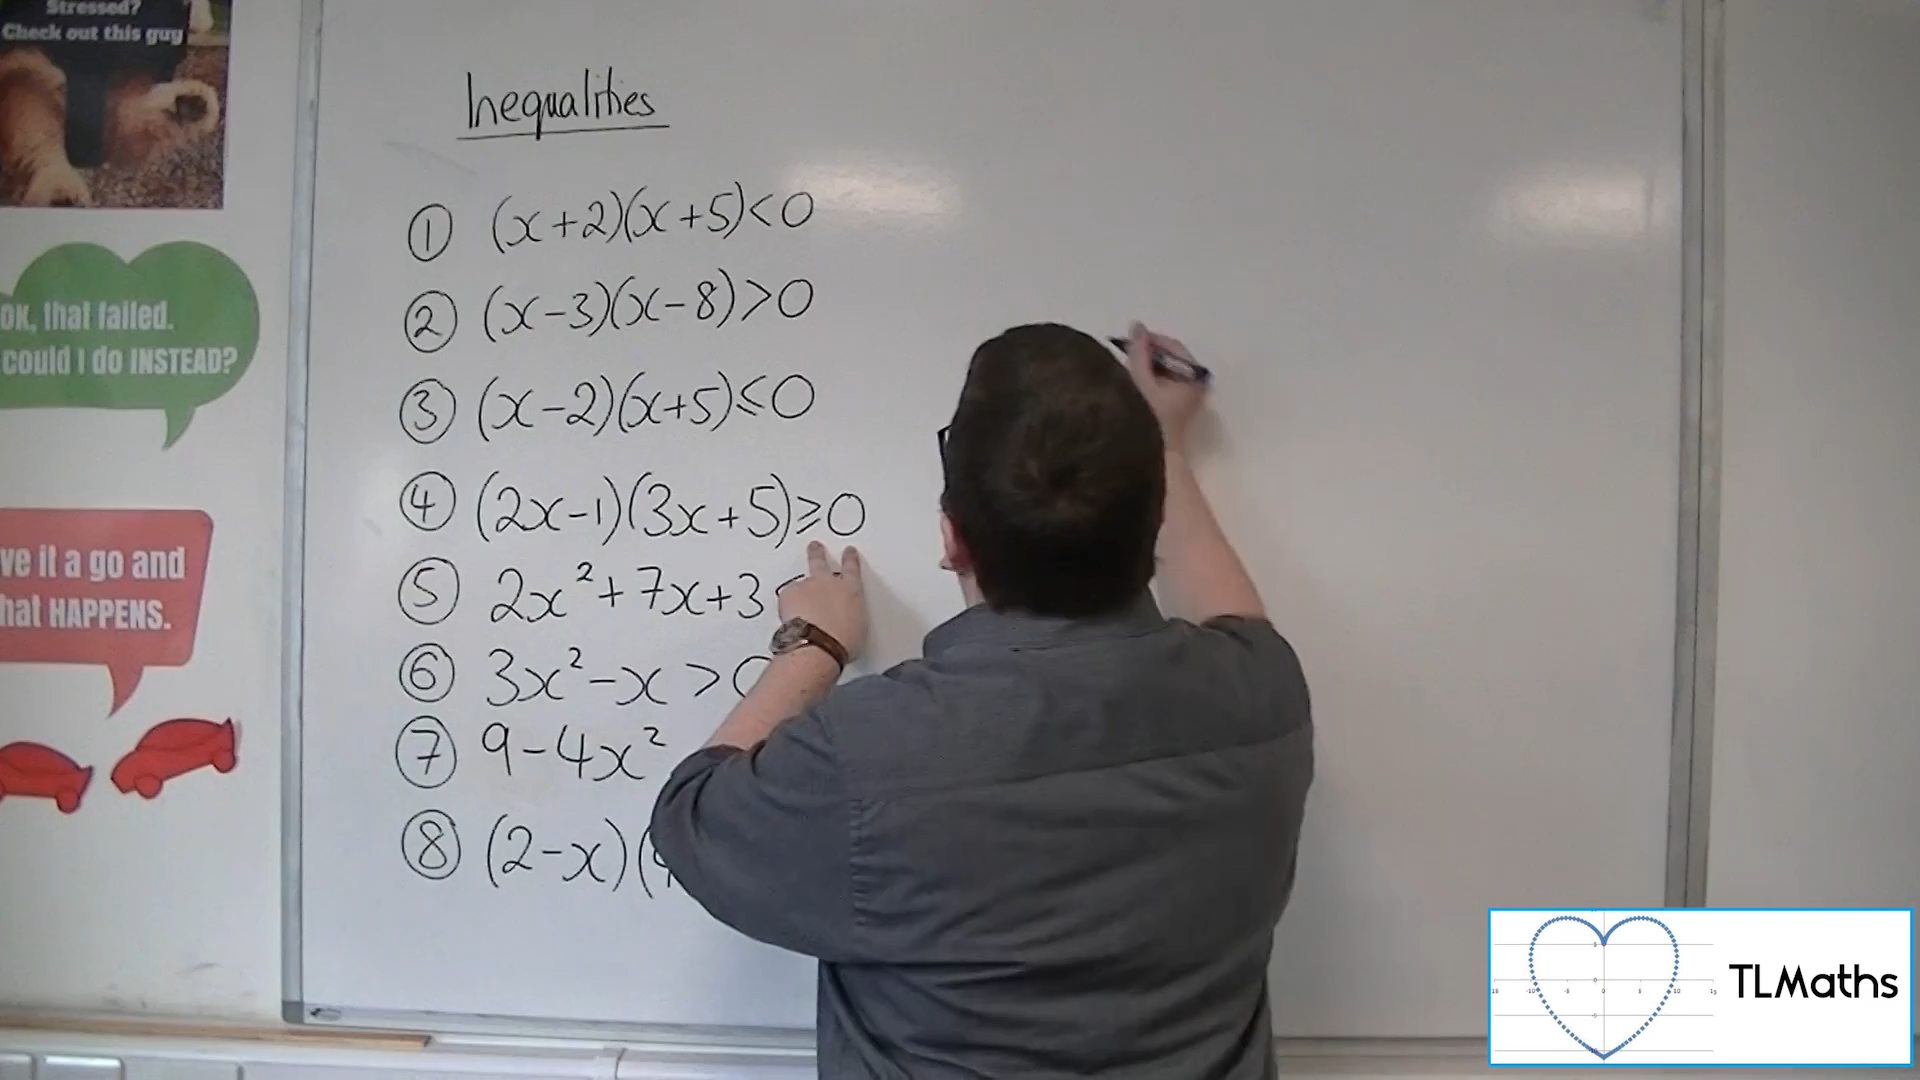 Stressed?
Check out this guy
OK, that failed.
could I do INSTEAD?
ve it a go and
hat HAPPENS.
Inequalities
① (x+2)(x+5)<0
② (x-3)(x-8)>0
③ (x-2)(x+5)≤0
④ (2x-1)(3x+5)≥0
⑤ 2x²+7x+3
⑥ 3x²-x>0
⑦ 9-4x²
⑧ (2-x)(
TLMaths